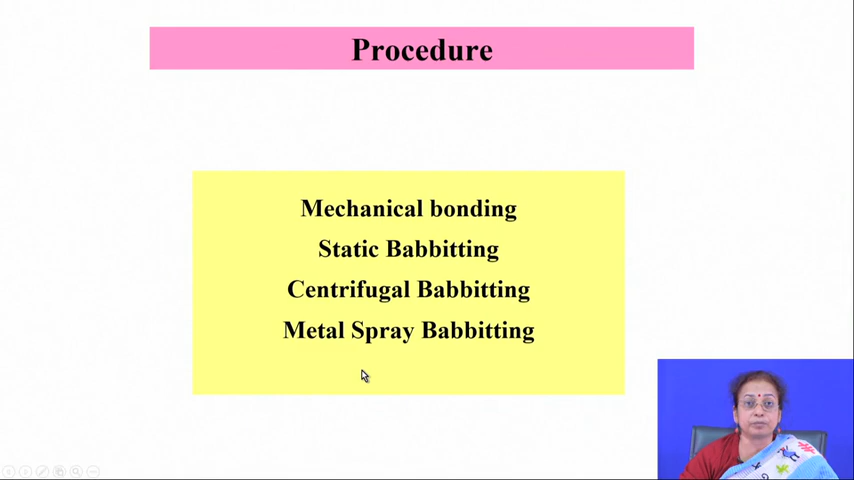 Procedure
Mechanical bonding
Static Babbitting
Centrifugal Babbitting
Metal Spray Babbitting